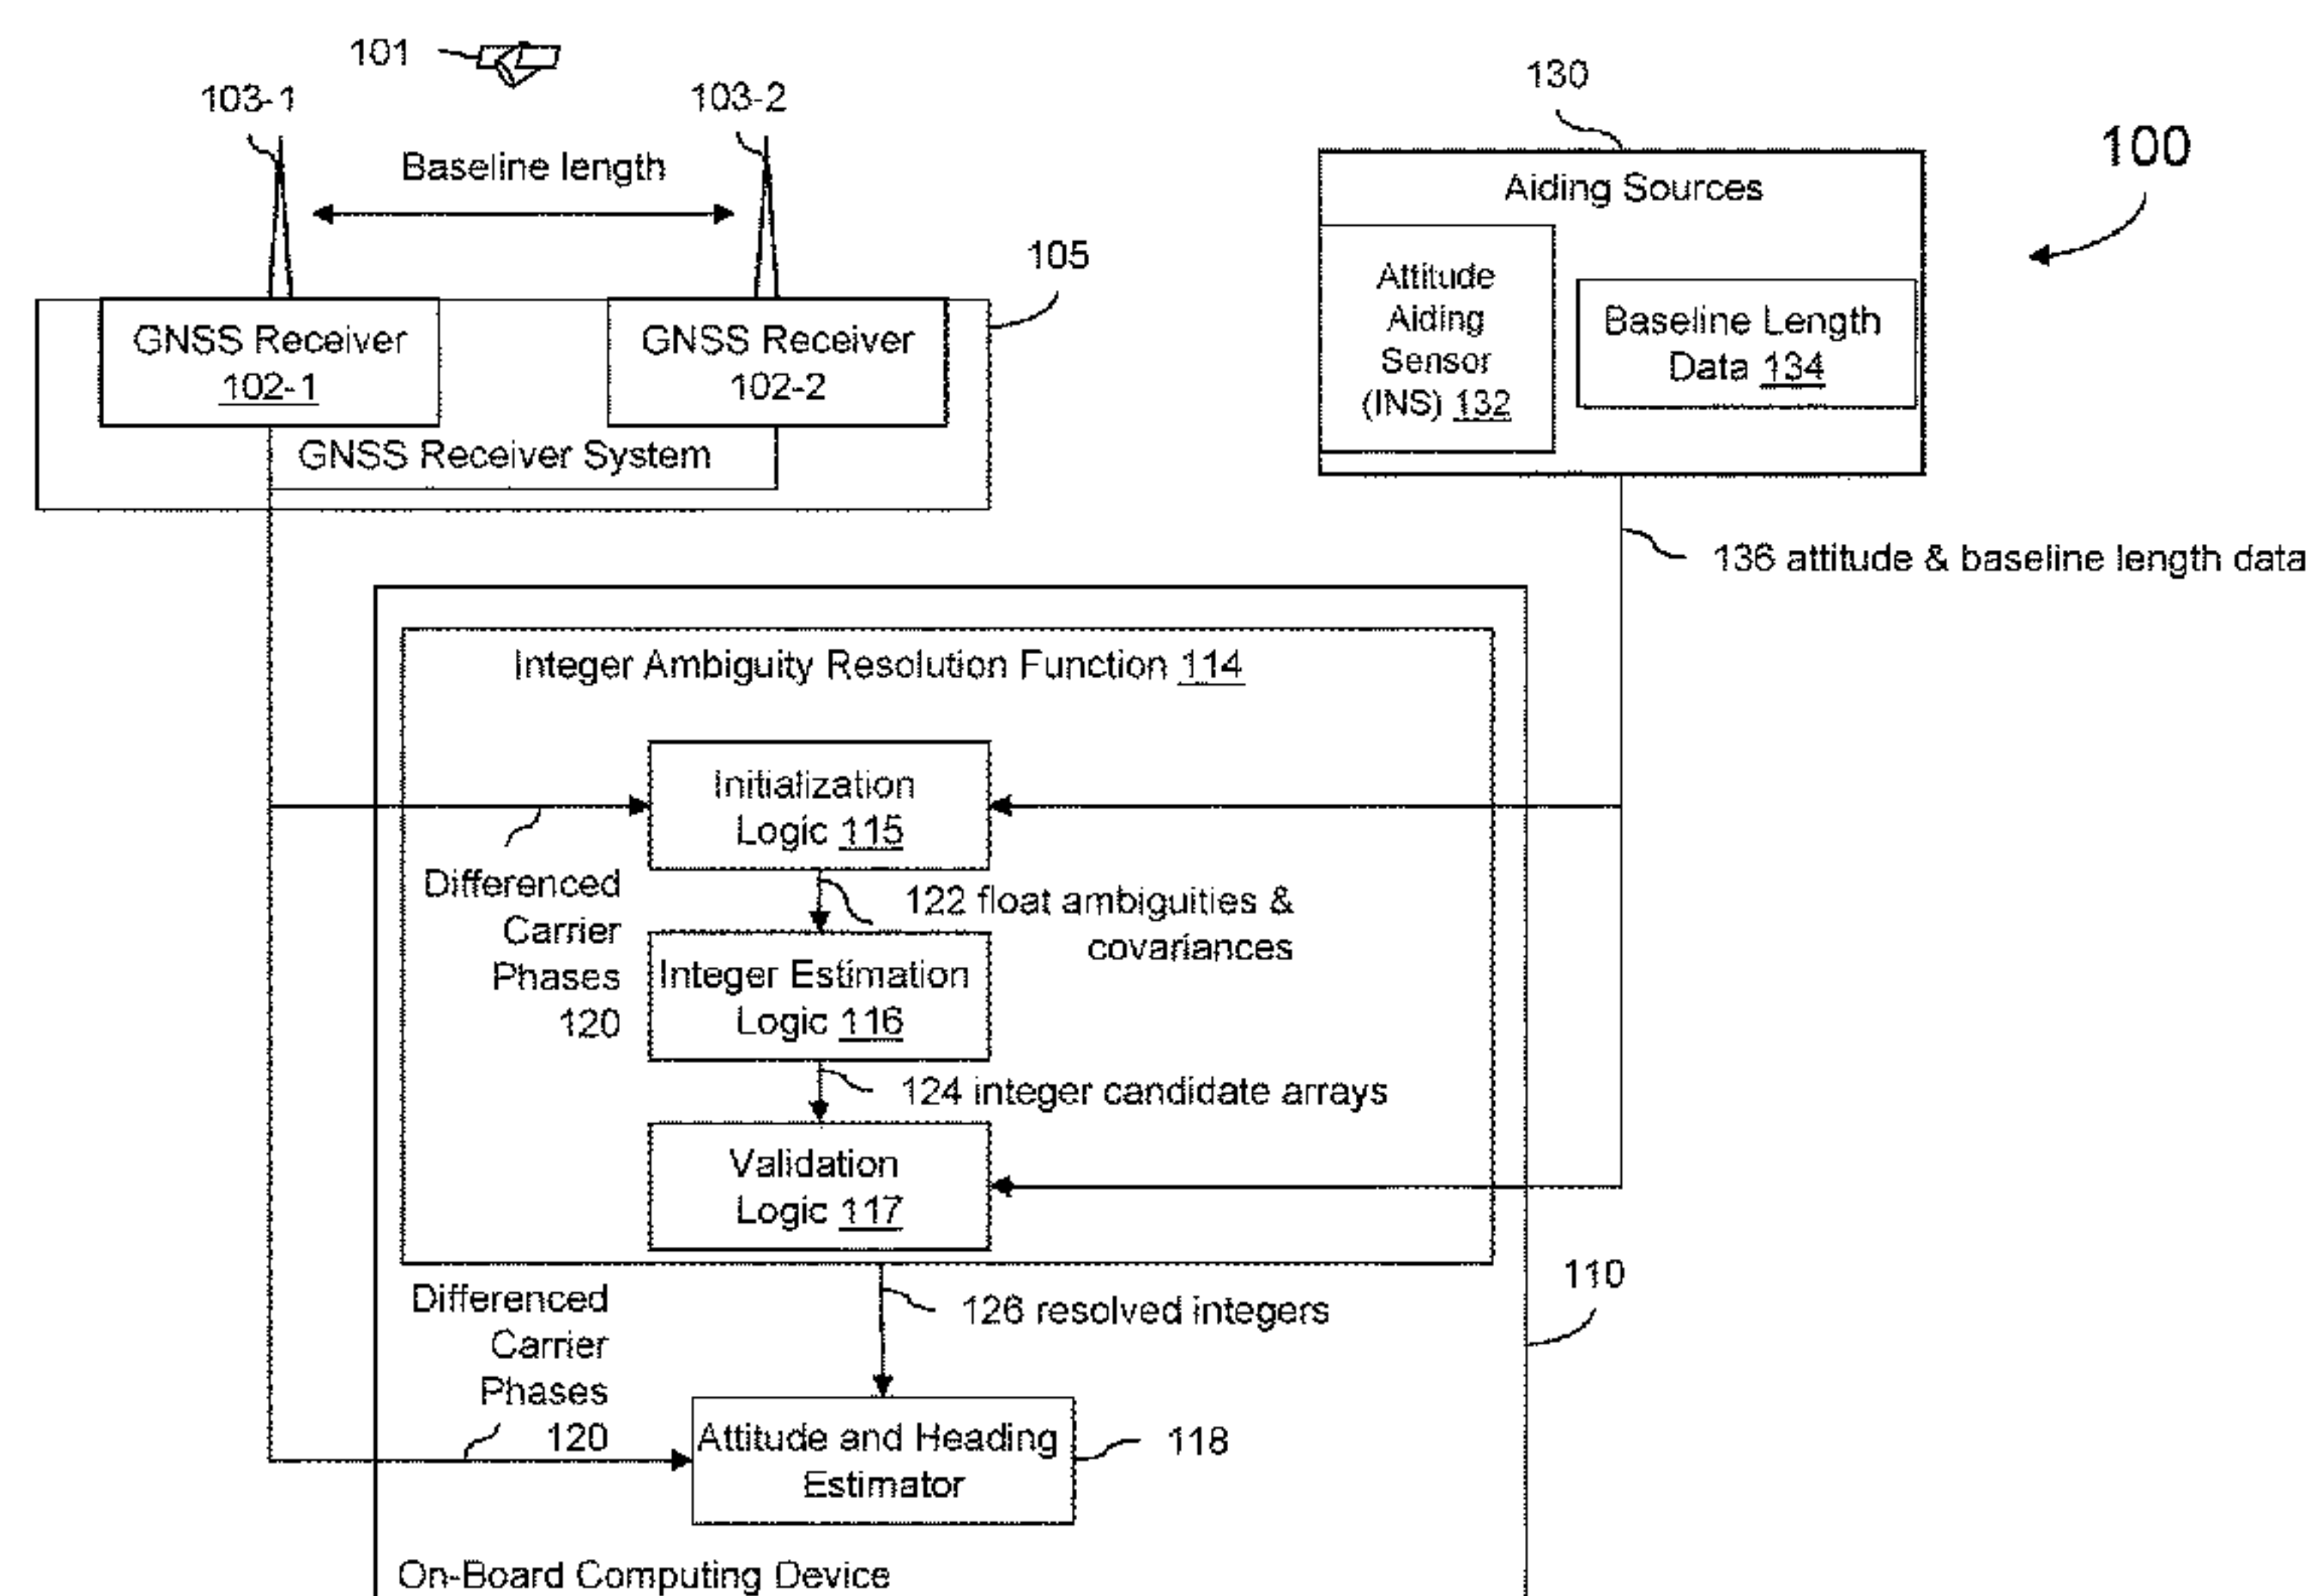 101
103-1
103-2
Baseline length
130
100
Aiding Sources
105
Attitude
Aiding
Sensor
(INS) 132
Baseline Length
Data 134
GNSS Receiver
102-1
GNSS Receiver
102-2
GNSS Receiver System
136 attitude & baseline length data
Integer Ambiguity Resolution Function 114
Initialization
Logic 115
Differenced
Carrier
Phases
120
122 float ambiguities &
covariances
Integer Estimation
Logic 116
124 integer candidate arrays
Validation
Logic 117
110
Differenced
Carrier
Phases
120
126 resolved integers
Attitude and Heading
Estimator
118
On-Board Computing Device